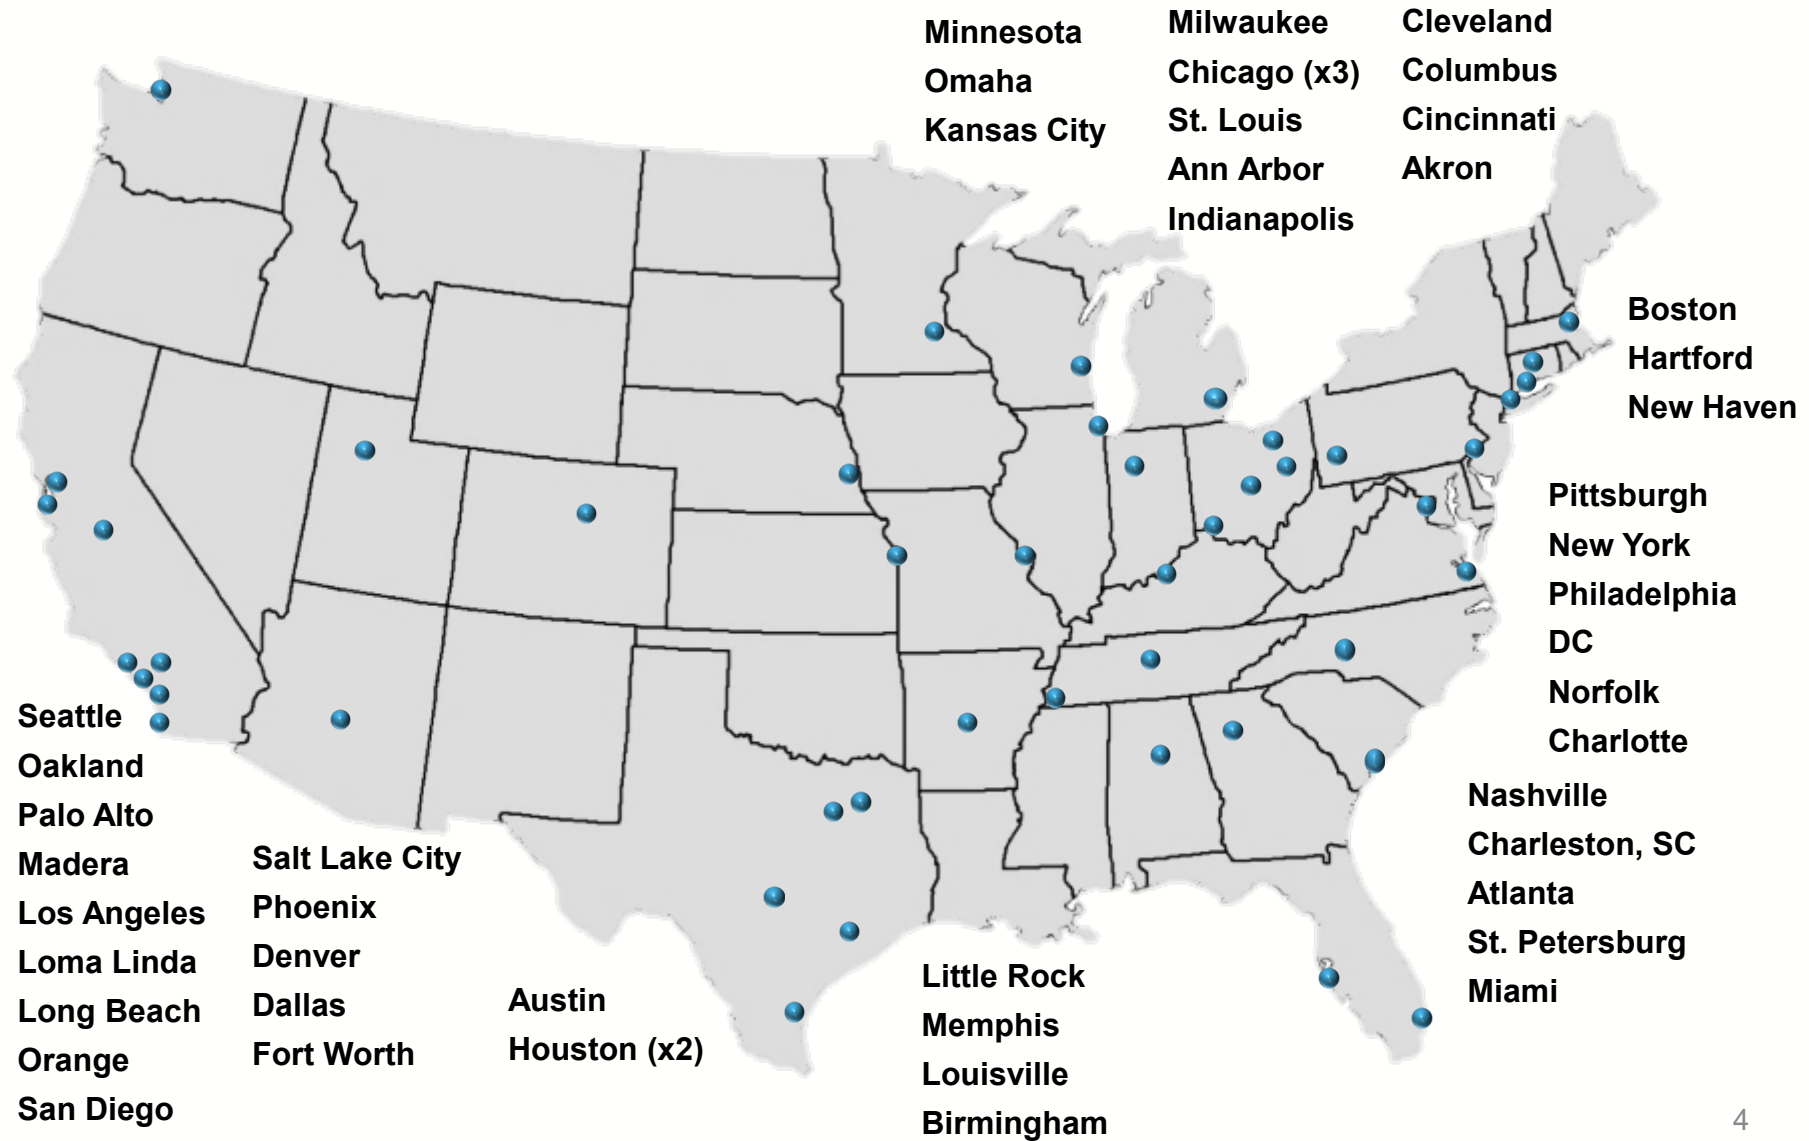 Minnesota
Omaha
Kansas City
Milwaukee
Chicago (x3)
St. Louis
Ann Arbor
Indianapolis
Cleveland
Columbus
Cincinnati
Akron
Boston
Hartford
New Haven
Pittsburgh
New York
Philadelphia
DC
Norfolk
Charlotte
Nashville
Charleston, SC
Atlanta
St. Petersburg
Miami
Seattle
Oakland
Palo Alto
Madera
Los Angeles
Loma Linda
Long Beach
Orange
San Diego
Salt Lake City
Phoenix
Denver
Dallas
Fort Worth
Austin
Houston (x2)
Little Rock
Memphis
Louisville
Birmingham
4